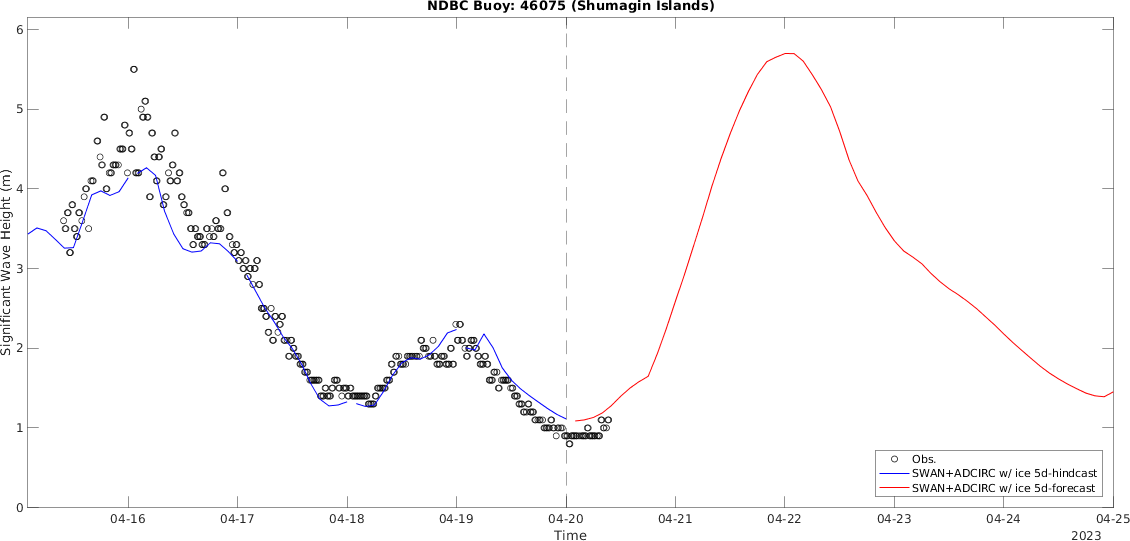 NDBC Buoy: 46075 (Shumagin Islands)
6
5
4
3
2
1
0
Significant Wave Height (m)
Obs.
SWAN+ADCIRC w/ ice 5d-hindcast
SWAN+ADCIRC w/ ice 5d-forecast
04-16 04-17 04-18 04-19 04-20 04-21 04-22 04-23 04-24 04-25
Time
2023